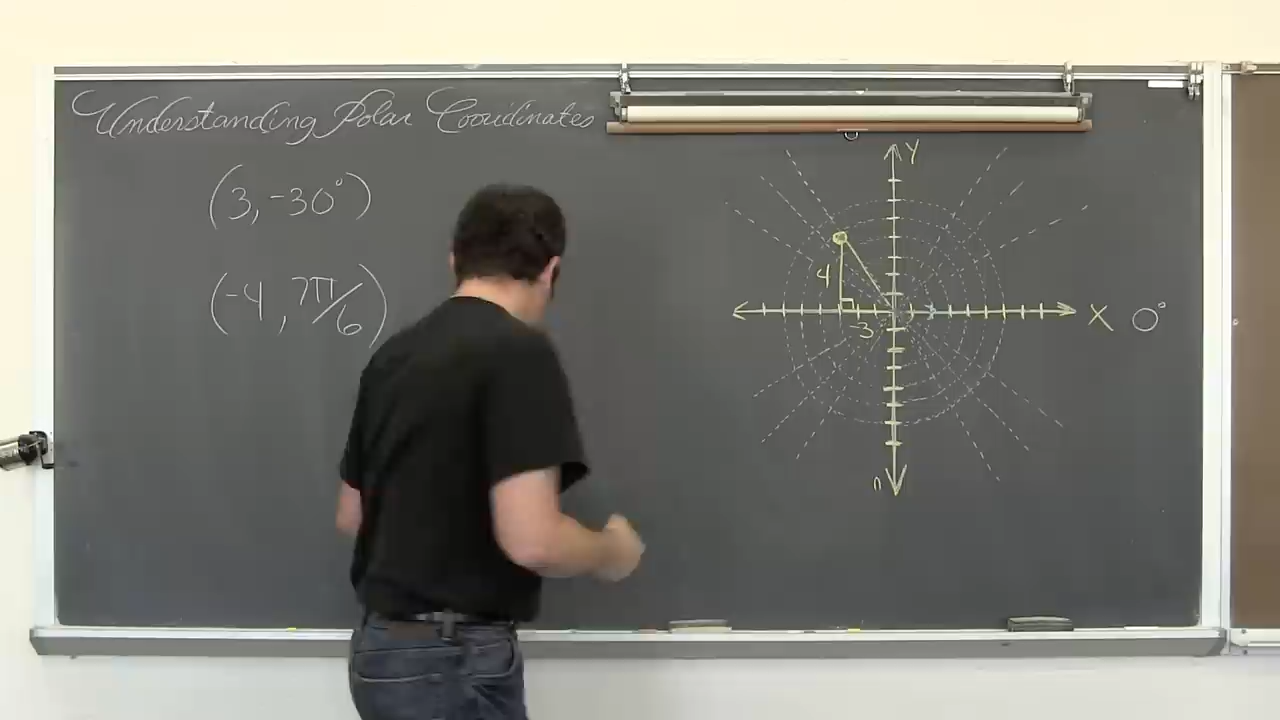 Understanding Polar Coordinates
(3, -30°)
(-4, 7π/6)
Y
4
-3
X 0°
n